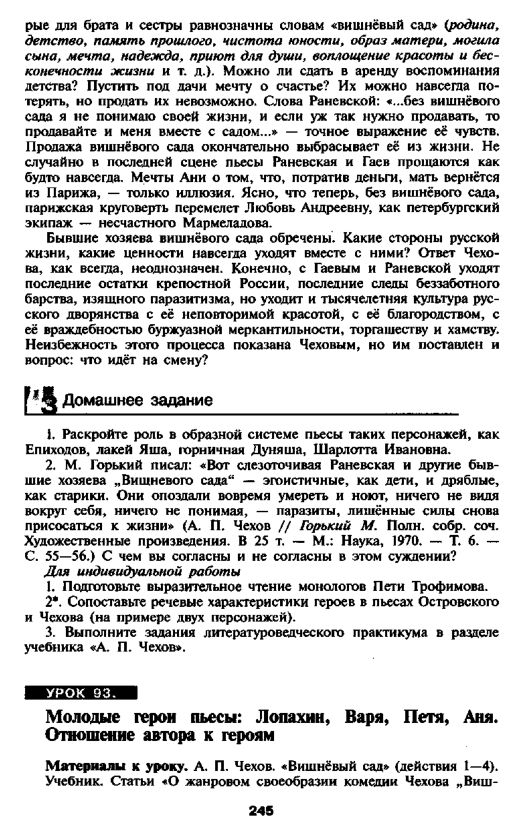 рые для брата и сестры равнозначны словам «вишнёвый сад» (родина,
детство, память прошлого, чистота юности, образ матери, могила
сына, мечта, надежда, приют для души, воплощение красоты и бес-
конечности жизни и т. д.). Можно ли сдать в аренду воспоминания
детства? Пустить под дачи мечту о счастье? Их можно навсегда по-
терять, но продать их невозможно. Слова Раневской: «...без вишнёвого
сада я не понимаю своей жизни, и если уж так нужно продавать, то
продавайте и меня вместе с садом...» — точное выражение её чувств.
Продажа вишнёвого сада окончательно выбрасывает её из жизни. Не
случайно в последней сцене пьесы Раневская и Гаев прощаются как
будто навсегда. Мечты Ани о том, что, потратив деньги, мать вернётся
из Парижа, — только иллюзия. Ясно, что теперь, без вишнёвого сада,
парижская круговерть перемелет Любовь Андреевну, как петербургский
экипаж — несчастного Мармеладова.
Бывшие хозяева вишнёвого сада обречены. Какие стороны русской
жизни, какие ценности навсегда уходят вместе с ними? Ответ Чехо-
ва, как всегда, неоднозначен. Конечно, с Гаевым и Раневской уходят
последние остатки крепостной России, последние следы беззаботного
барства, изящного паразитизма, но уходит и тысячелетняя культура рус-
ского дворянства с её неповторимой красотой, с её благородством, с
её враждебностью буржуазной меркантильности, торгашеству и хамству.
Неизбежность этого процесса показана Чеховым, но им поставлен и
вопрос: что идёт на смену?
Домашнее задание
1. Раскройте роль в образной системе пьесы таких персонажей, как
Епиходов, лакей Яша, горничная Дуняша, Шарлотта Ивановна.
2. М. Горький писал: «Вот слезоточивая Раневская и другие быв-
шие хозяева „Вишневого сада“ — эгоистичные, как дети, и дряблые,
как старики. Они опоздали вовремя умереть и ноют, ничего не видя
вокруг себя, ничего не понимая, — паразиты, лишённые силы снова
присосаться к жизни» (А. П. Чехов // Горький М. Полн. собр. соч.
Художественные произведения. В 25 т. — М.: Наука, 1970. — Т. 6. —
С. 55—56.) С чем вы согласны и не согласны в этом суждении?
Для индивидуальной работы
1. Подготовьте выразительное чтение монологов Пети Трофимова.
2*. Сопоставьте речевые характеристики героев в пьесах Островского
и Чехова (на примере двух персонажей).
3. Выполните задания литературоведческого практикума в разделе
учебника «А. П. Чехов».
УРОК 93.
Молодые герои пьесы: Лопахин, Варя, Петя, Аня.
Отношение автора к героям
Материалы к уроку. А. П. Чехов. «Вишнёвый сад» (действия 1—4).
Учебник. Статьи «О жанровом своеобразии комедии Чехова „Виш-
245